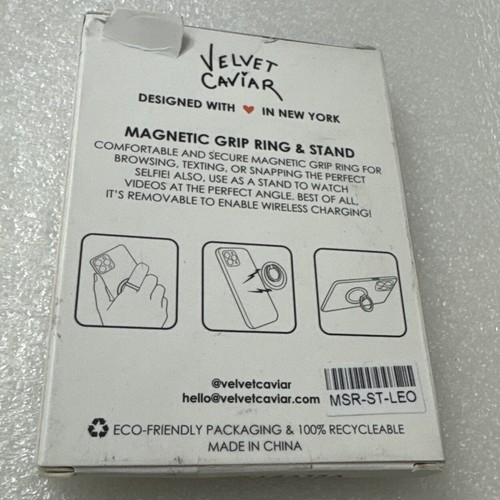 VELVET
CAVIAR
DESIGNED WITH ❤ IN NEW YORK
MAGNETIC GRIP RING & STAND
COMFORTABLE AND SECURE MAGNETIC GRIP RING FOR
BROWSING, TEXTING, OR SNAPPING THE PERFECT
SELFIE! ALSO, USE AS A STAND TO WATCH
VIDEOS AT THE PERFECT ANGLE. BEST OF ALL,
IT'S REMOVABLE TO ENABLE WIRELESS CHARGING!
@velvetcaviar
hello@velvetcaviar.com
MSR-ST-LEO
ECO-FRIENDLY PACKAGING & 100% RECYCLEABLE
MADE IN CHINA